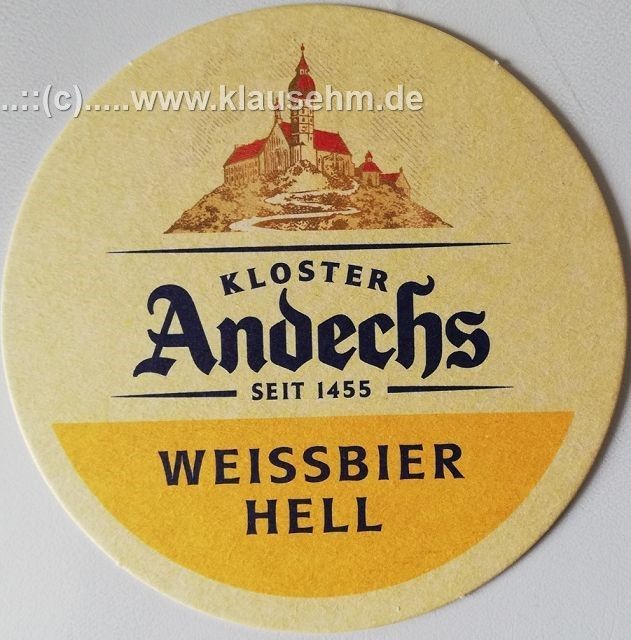 ..::(c).....www.klausehm.de
KLOSTER
Andechs
SEIT 1455
WEISSBIER
HELL